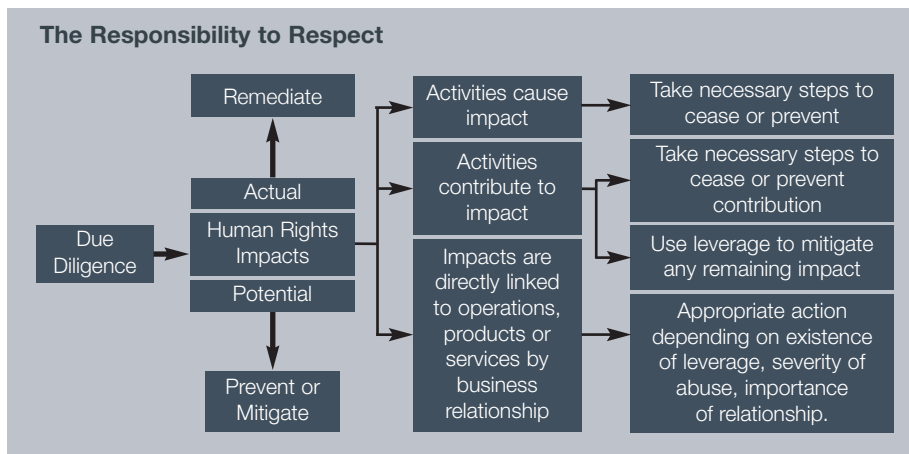 The Responsibility to Respect
Remediate
Actual
Human Rights
Impacts
Potential
Prevent or
Mitigate
Due
Diligence
Activities cause
impact
Activities
contribute to
impact
Impacts are
directly linked
to operations,
products or
services by
business
relationship
Take necessary steps to
cease or prevent
Take necessary steps to
cease or prevent
contribution
Use leverage to mitigate
any remaining impact
Appropriate action
depending on existence
of leverage, severity of
abuse, importance
of relationship.